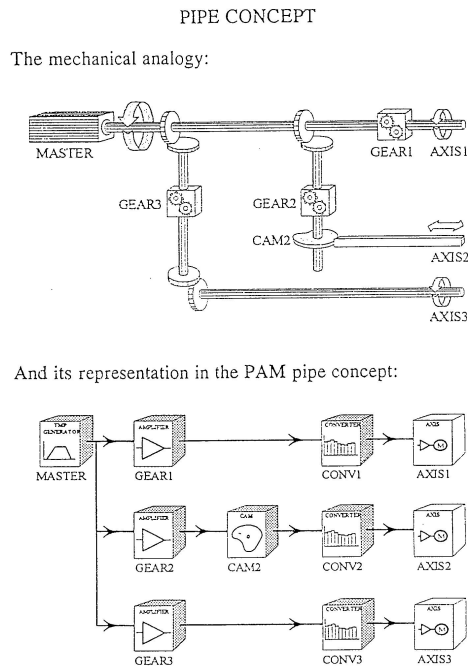 PIPE CONCEPT
The mechanical analogy:
MASTER
GEAR1
AXIS1
GEAR3
GEAR2
CAM2
AXIS2
AXIS3
And its representation in the PAM pipe concept:
TMP
GENERATOR
AMPLIFIER
CONVERTER
AXIS
M
MASTER
GEAR1
CONV1
AXIS1
AMPLIFIER
CAM
CONVERTER
AXIS
M
GEAR2
CAM2
CONV2
AXIS2
AMPLIFIER
CONVERTER
AXIS
M
GEAR3
CONV3
AXIS3